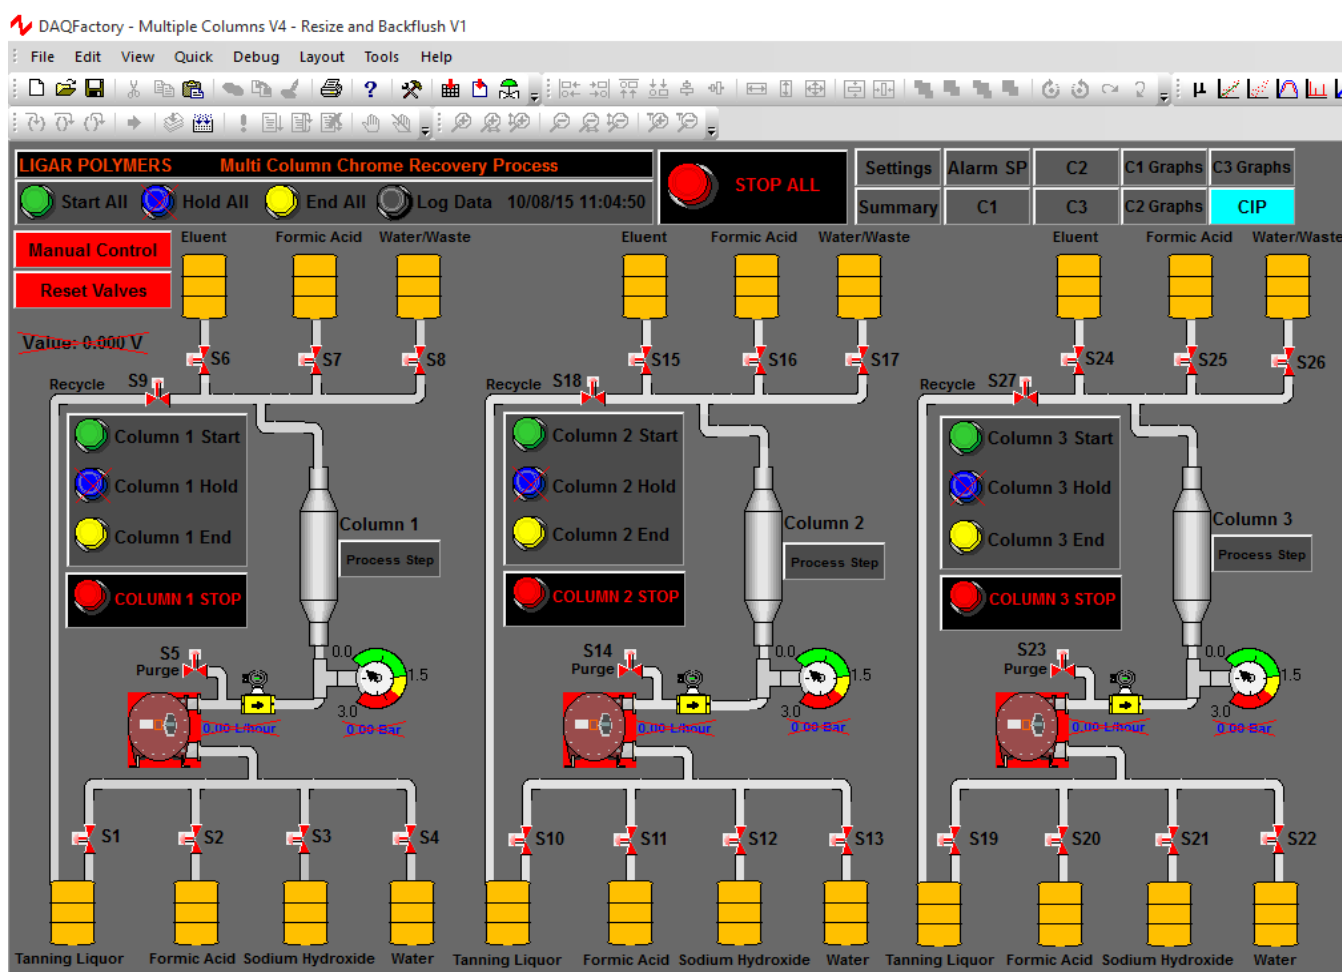 DAQFactory - Multiple Columns V4 - Resize and Backflush V1
File Edit View Quick Debug Layout Tools Help
LIGAR POLYMERS Multi Column Chrome Recovery Process
Start All Hold All End All Log Data 10/08/15 11:04:50
STOP ALL
Settings Alarm SP C2 C1 Graphs C3 Graphs
Summary C1 C3 C2 Graphs CIP
Manual Control
Reset Valves
Value: 0.000 V
Eluent Formic Acid Water/Waste Eluent Formic Acid Water/Waste Eluent Formic Acid Water/Waste
S6 S7 S8 S15 S16 S17 S24 S25 S26
Recycle S9 Recycle S18 Recycle S27
Column 1 Start
Column 1 Hold
Column 1 End
COLUMN 1 STOP
Column 1
Process Step
Column 2 Start
Column 2 Hold
Column 2 End
COLUMN 2 STOP
Column 2
Process Step
Column 3 Start
Column 3 Hold
Column 3 End
COLUMN 3 STOP
Column 3
Process Step
S5
Purge
0.0
1.5
3.0
0.00 L/hour 0.00 Bar
S14
Purge
0.0
1.5
3.0
0.00 L/hour 0.00 Bar
S23
Purge
0.0
1.5
3.0
0.00 L/hour 0.00 Bar
S1 S2 S3 S4 S10 S11 S12 S13 S19 S20 S21 S22
Tanning Liquor Formic Acid Sodium Hydroxide Water Tanning Liquor Formic Acid Sodium Hydroxide Water Tanning Liquor Formic Acid Sodium Hydroxide Water